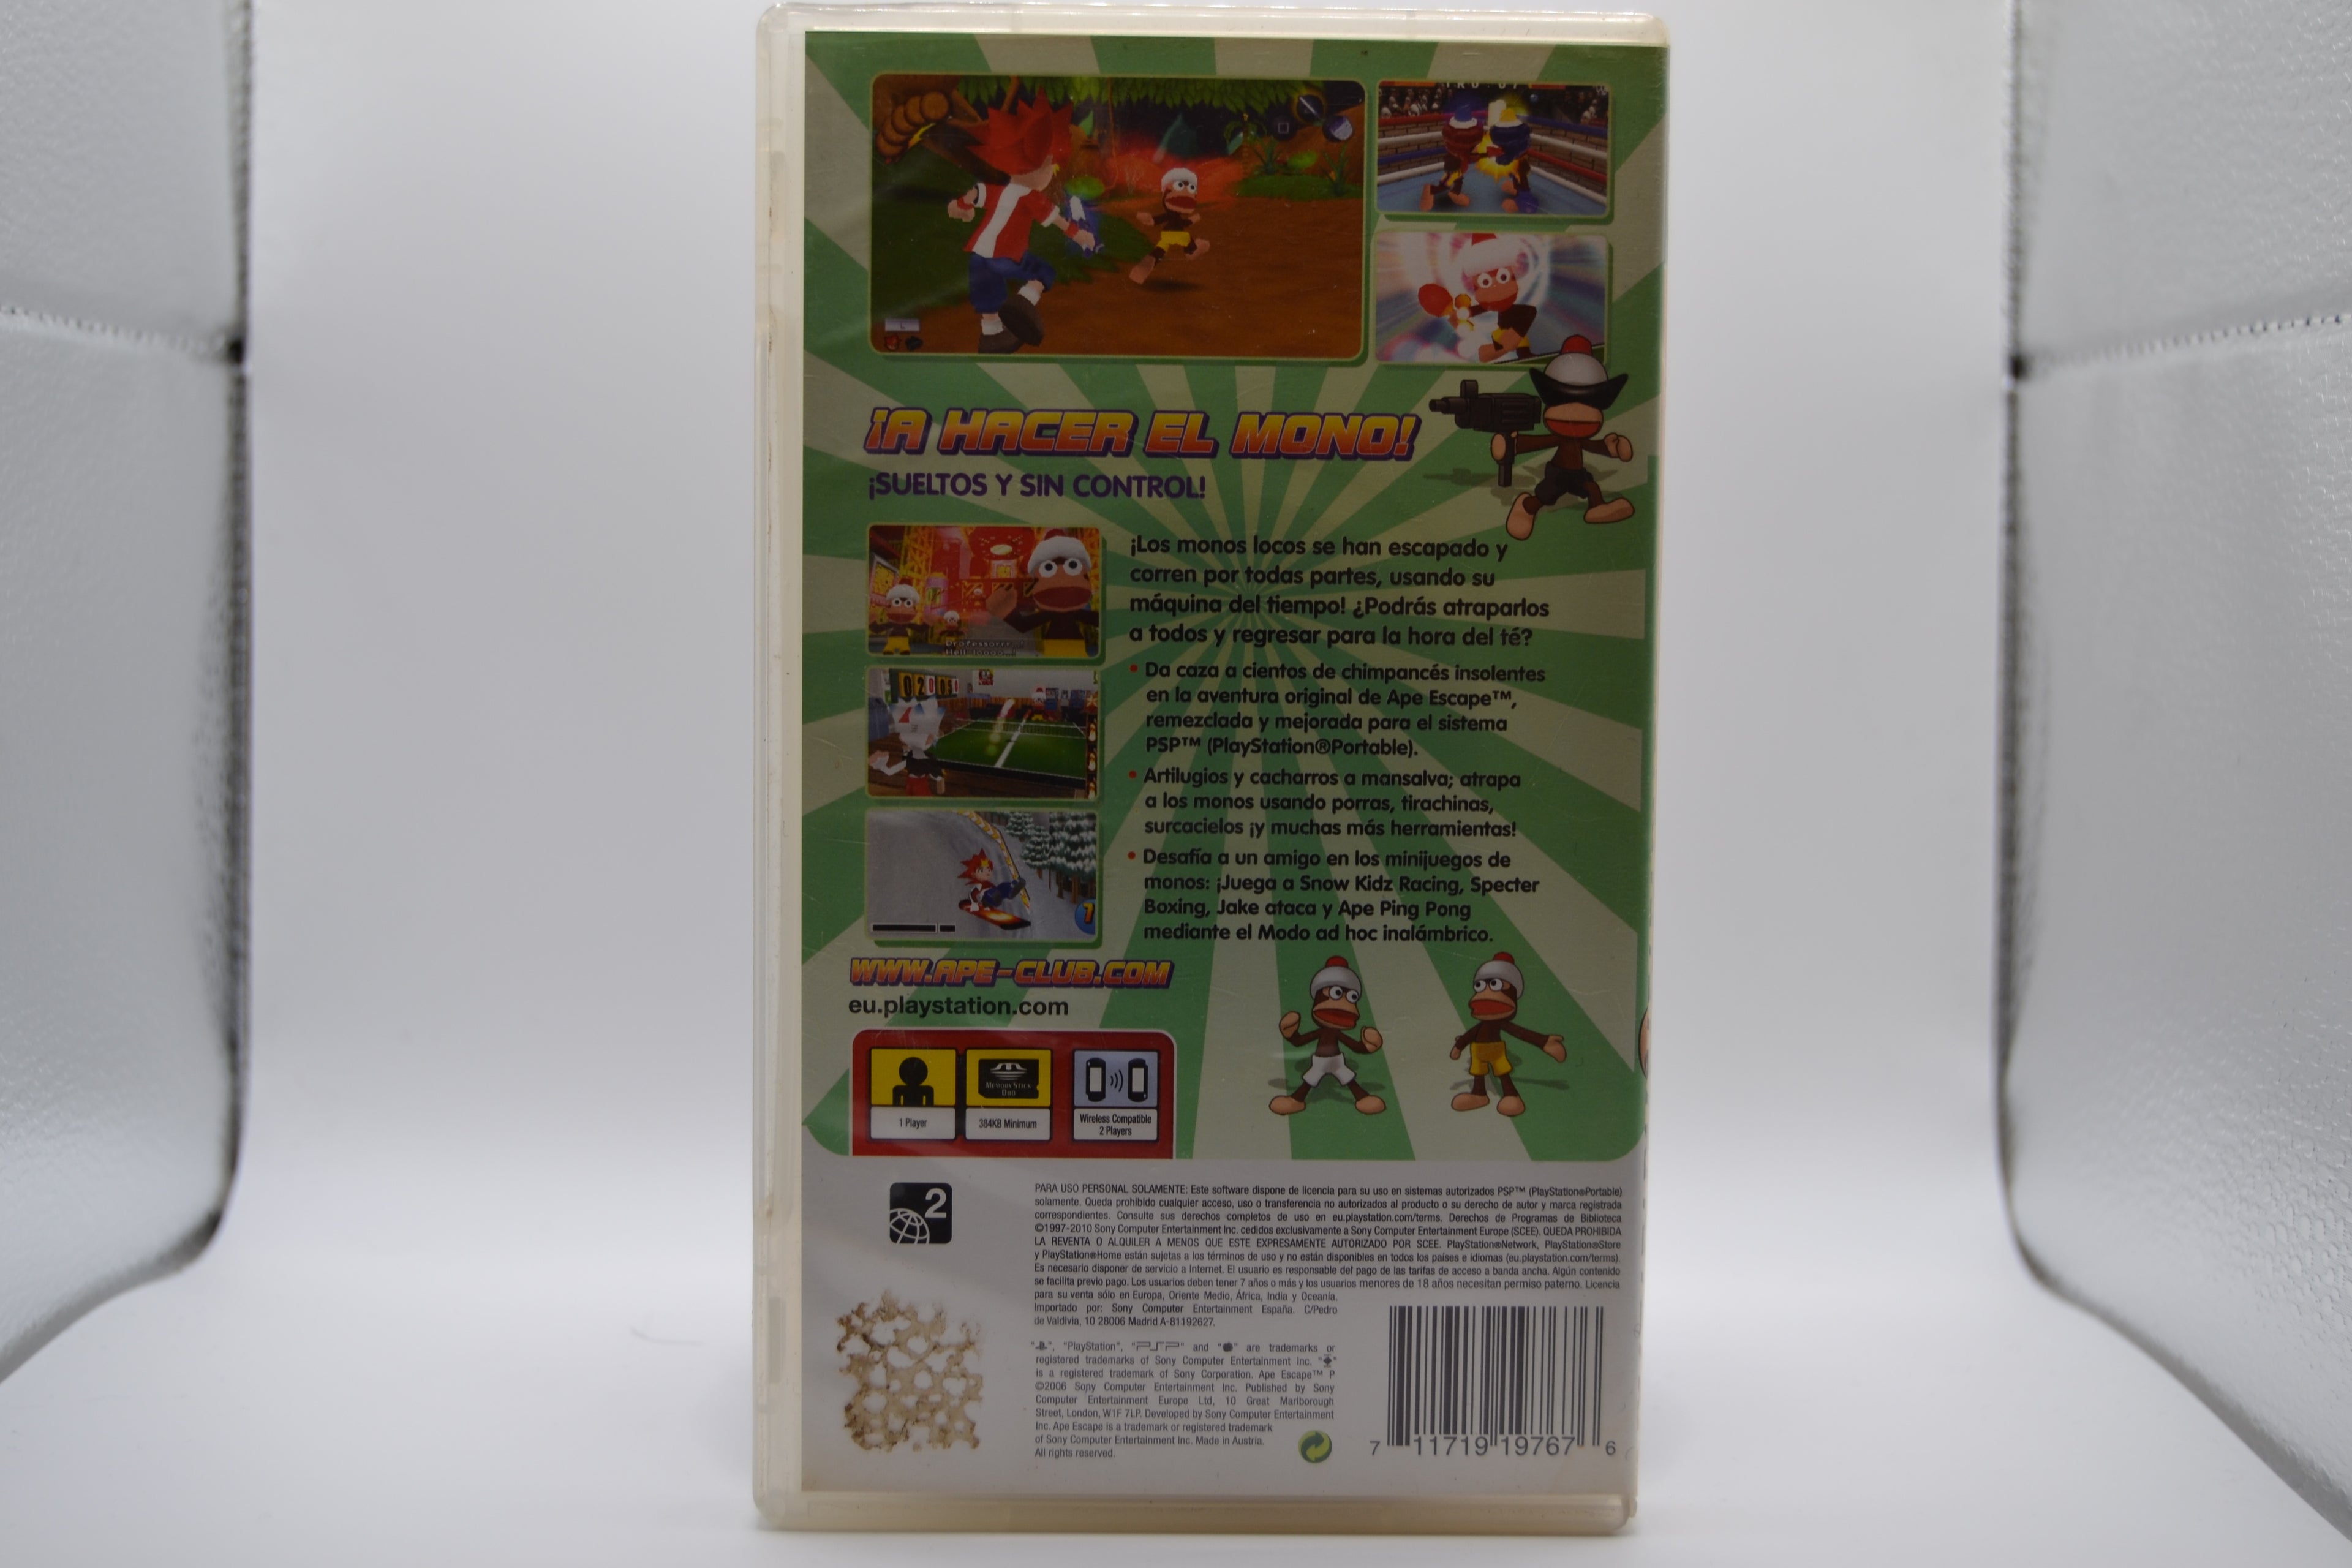 ¡A HACER EL MONO!
¡SUELTOS Y SIN CONTROL!
¡Los monos locos se han escapado y
corren por todas partes, usando su
máquina del tiempo! ¿Podrás atraparlos
a todos y regresar para la hora del té?
• Da caza a cientos de chimpancés insolentes
en la aventura original de Ape Escape™,
remezclada y mejorada para el sistema
PSP™ (PlayStation®Portable).
• Artilugios y cacharros a mansalva; atrapa
a los monos usando porras, tirachinas,
surcacielos ¡y muchas más herramientas!
• Desafía a un amigo en los minijuegos de
monos: ¡Juega a Snow Kidz Racing, Specter
Boxing, Jake ataca y Ape Ping Pong
mediante el Modo ad hoc inalámbrico.
WWW.APE-CLUB.COM
eu.playstation.com
1 Player
MEMORY STICK
DUO
384KB Minimum
Wireless Compatible
2 Players
2
PARA USO PERSONAL SOLAMENTE: Este software dispone de licencia para su uso en sistemas autorizados PSP™ (PlayStation®Portable)
solamente. Queda prohibido cualquier acceso, uso o transferencia no autorizados al producto o su derecho de autor y marca registrada
correspondientes. Consulte sus derechos completos de uso en eu.playstation.com/terms. Derechos de Programas de Biblioteca
©1997-2010 Sony Computer Entertainment Inc. cedidos exclusivamente a Sony Computer Entertainment Europe (SCEE). QUEDA PROHIBIDA
LA REVENTA O ALQUILER A MENOS QUE ESTE EXPRESAMENTE AUTORIZADO POR SCEE. PlayStation®Network, PlayStation®Store
y PlayStation®Home están sujetas a los términos de uso y no están disponibles en todos los países e idiomas (eu.playstation.com/terms).
Es necesario disponer de servicio a Internet. El usuario es responsable del pago de las tarifas de acceso a banda ancha. Algún contenido
se facilita previo pago. Los usuarios deben tener 7 años o más y los usuarios menores de 18 años necesitan permiso paterno. Licencia
para su venta sólo en Europa, Oriente Medio, África, India y Oceanía.
Importado por: Sony Computer Entertainment España. C/Pedro
de Valdivia, 10 28006 Madrid A-81192627.
" ", "PlayStation", "PSP" and " " are trademarks or
registered trademarks of Sony Computer Entertainment Inc. " "
is a registered trademark of Sony Corporation. Ape Escape™ P
©2006 Sony Computer Entertainment Inc. Published by Sony
Computer Entertainment Europe Ltd, 10 Great Marlborough
Street, London, W1F 7LP. Developed by Sony Computer Entertainment
Inc. Ape Escape is a trademark or registered trademark
of Sony Computer Entertainment Inc. Made in Austria.
All rights reserved.
7 11719 19767 6